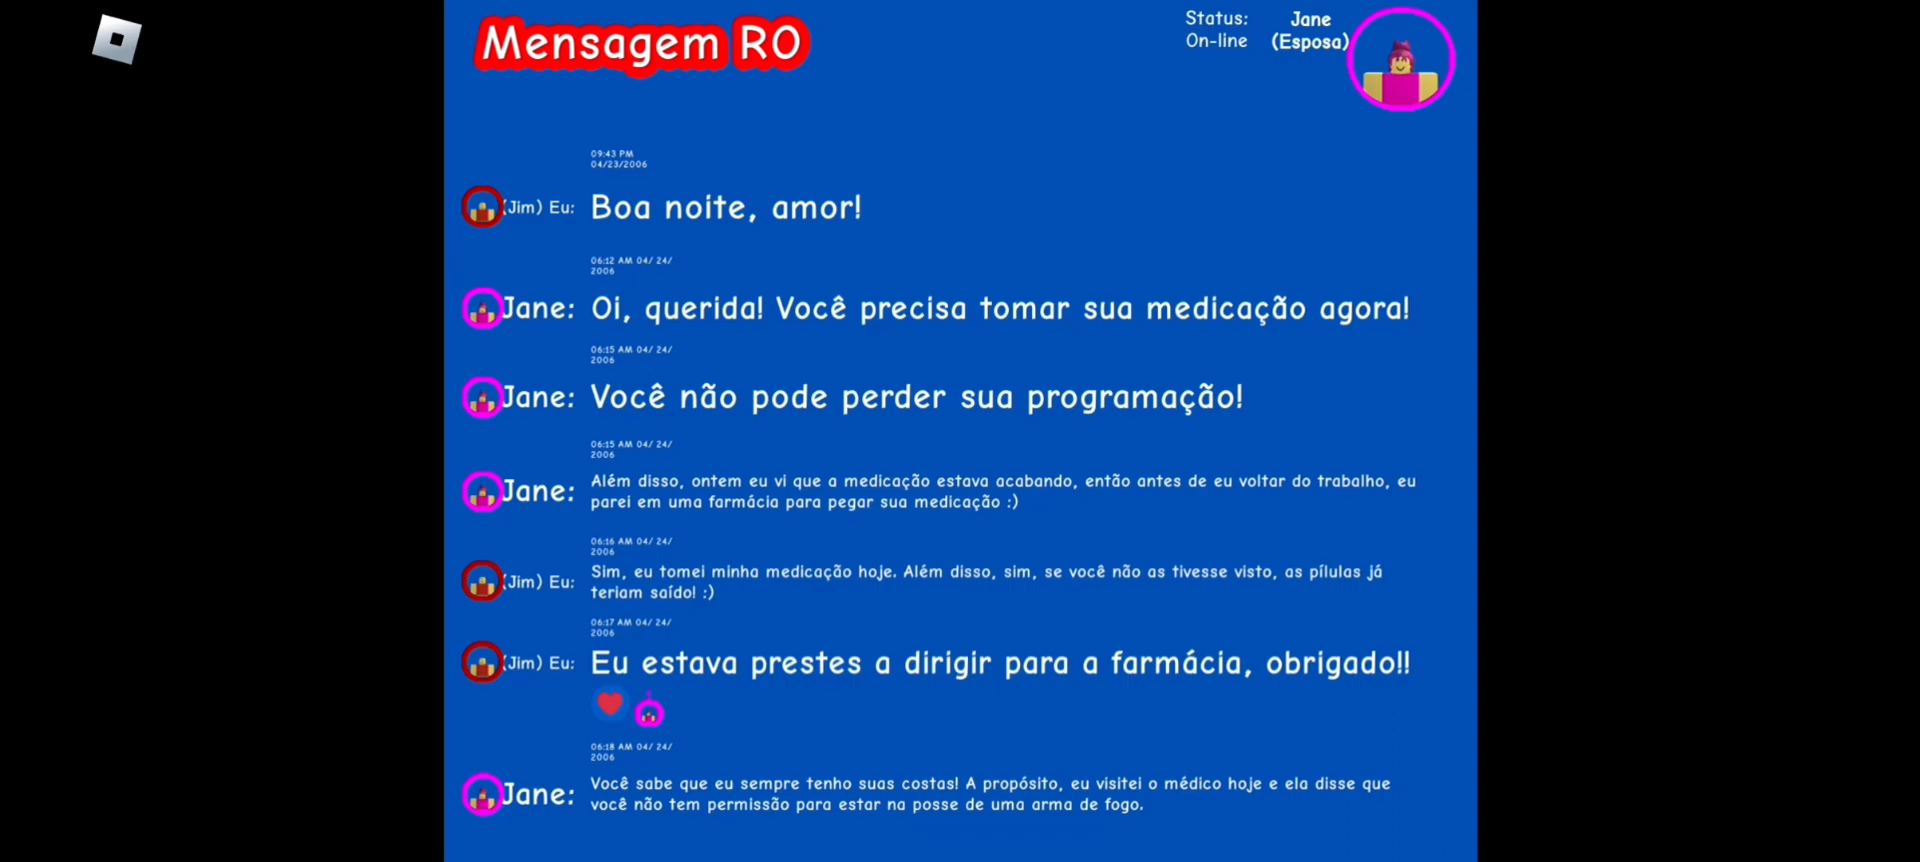 Mensagem RO
Status: Jane
On-line (Esposa)
09:43 PM
04/23/2006
(Jim) Eu: Boa noite, amor!
06:12 AM 04/ 24/
2006
Jane: Oi, querida! Você precisa tomar sua medicação agora!
06:15 AM 04/ 24/
2006
Jane: Você não pode perder sua programação!
06:15 AM 04/ 24/
2006
Jane: Além disso, ontem eu vi que a medicação estava acabando, então antes de eu voltar do trabalho, eu
parei em uma farmácia para pegar sua medicação :)
06:16 AM 04/ 24/
2006
(Jim) Eu: Sim, eu tomei minha medicação hoje. Além disso, sim, se você não as tivesse visto, as pílulas já
teriam saído! :)
06:17 AM 04/ 24/
2006
(Jim) Eu: Eu estava prestes a dirigir para a farmácia, obrigado!!
06:18 AM 04/ 24/
2006
Jane: Você sabe que eu sempre tenho suas costas! A propósito, eu visitei o médico hoje e ela disse que
você não tem permissão para estar na posse de uma arma de fogo.